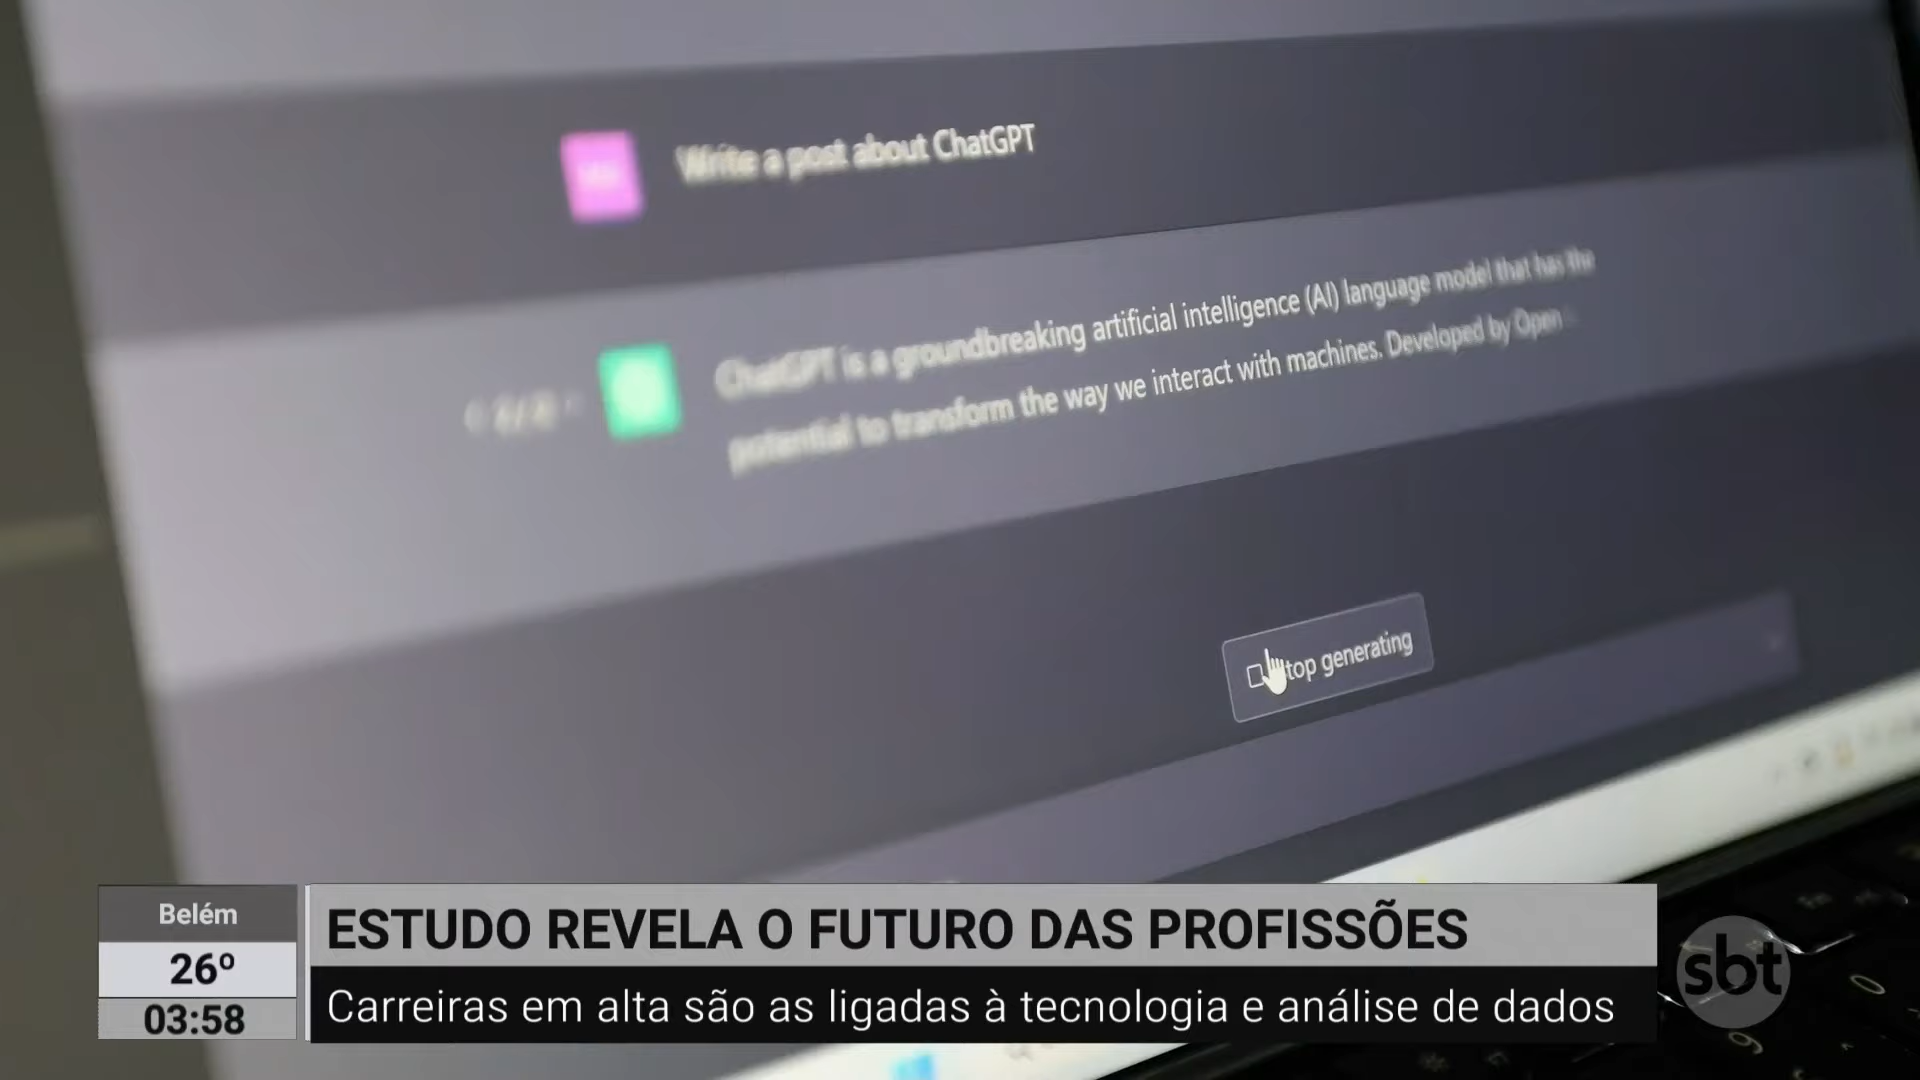 Write a post about ChatGPT
ChatGPT is a groundbreaking artificial intelligence (AI) language model that has the
potential to transform the way we interact with machines. Developed by Open
top generating
Belém
26º
03:58
ESTUDO REVELA O FUTURO DAS PROFISSÕES
Carreiras em alta são as ligadas à tecnologia e análise de dados
sbt